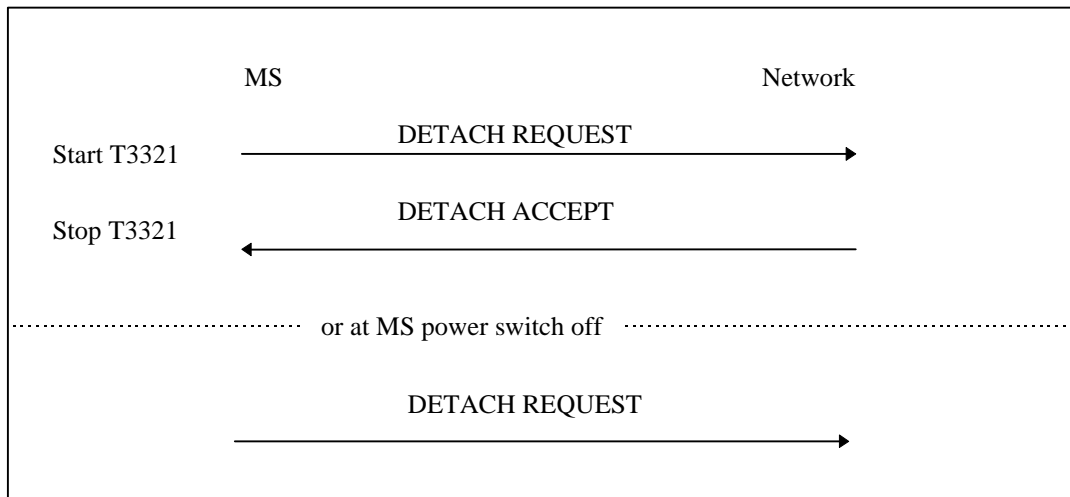 MS Network
DETACH REQUEST
Start T3321
DETACH ACCEPT
Stop T3321
or at MS power switch off
DETACH REQUEST